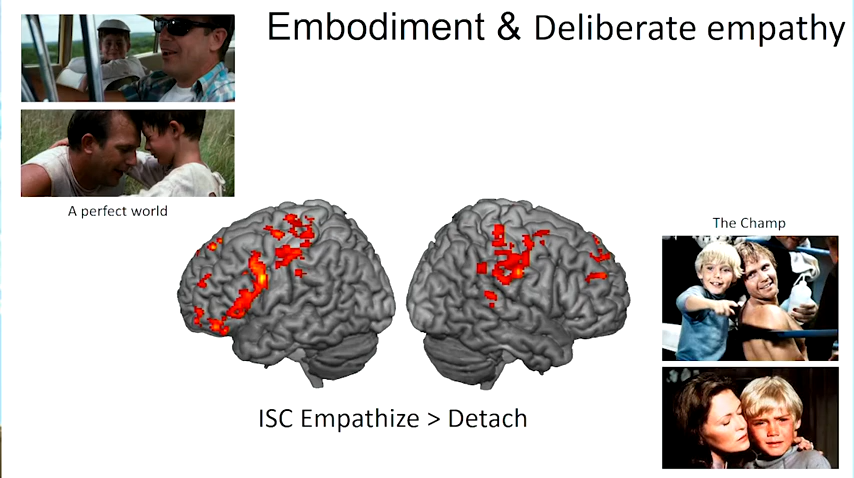 Embodiment & Deliberate empathy
A perfect world
The Champ
ISC Empathize > Detach